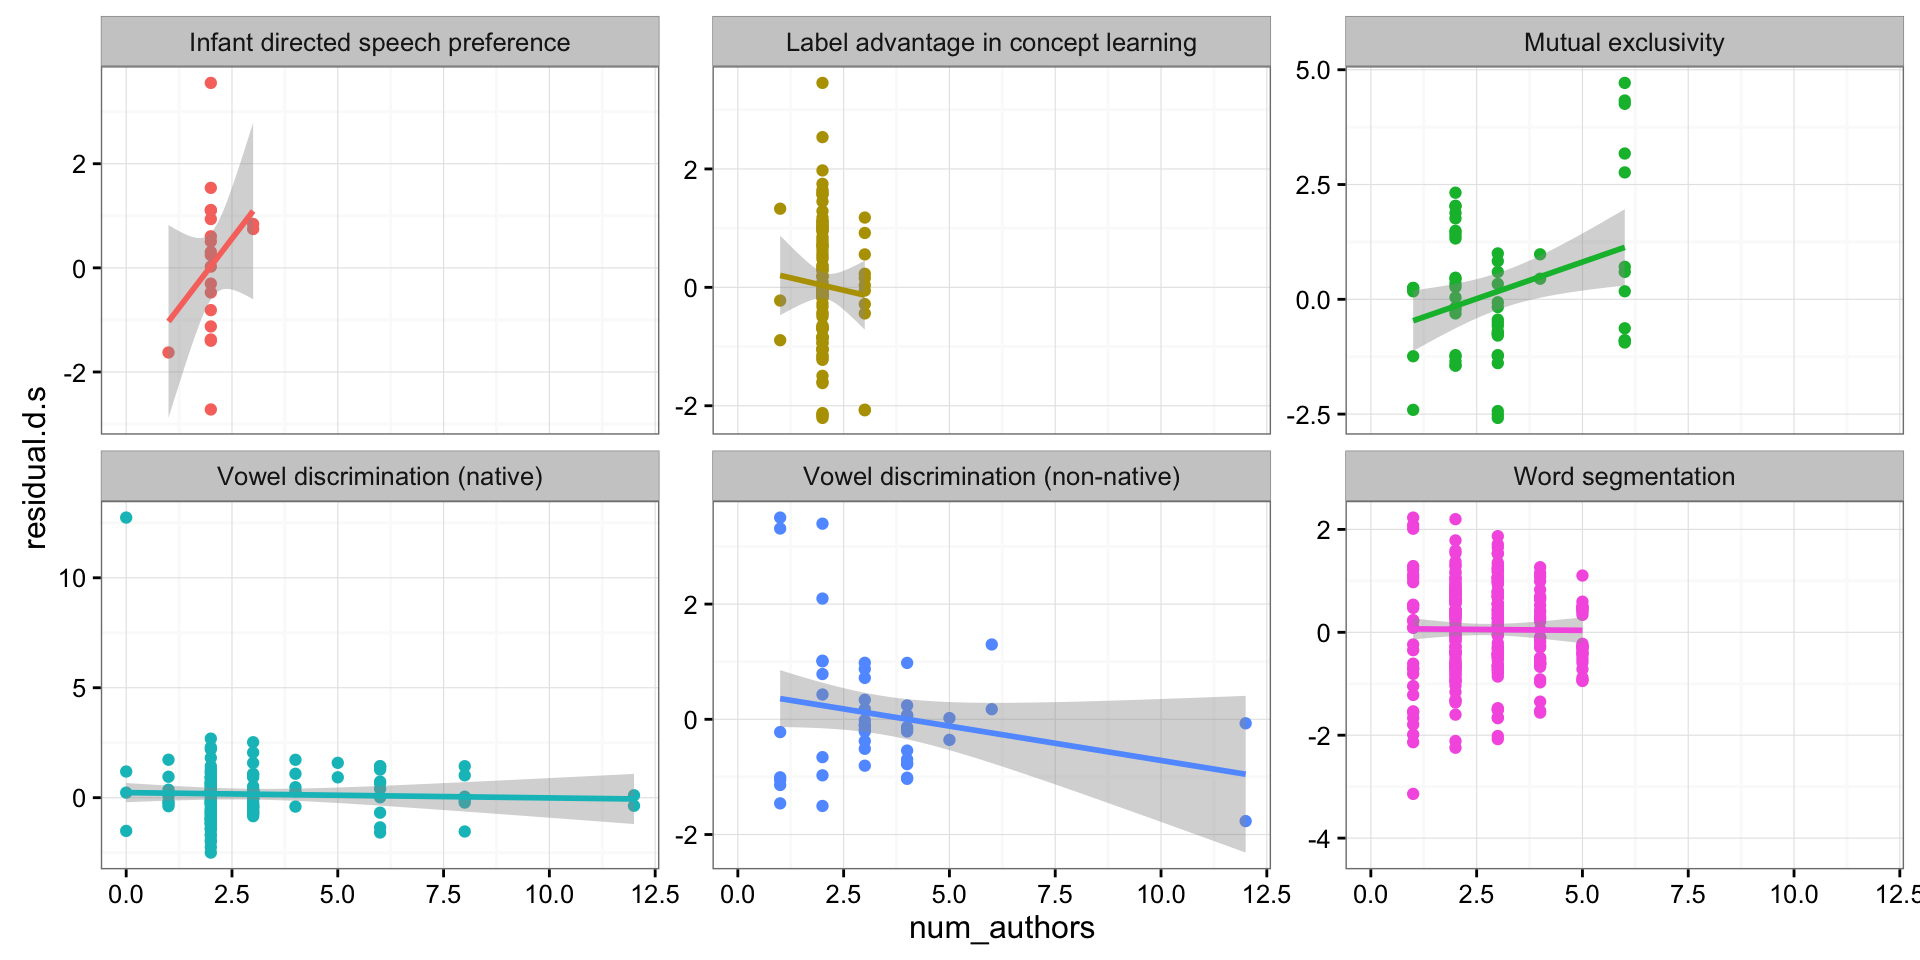 Infant directed speech preference
Label advantage in concept learning
Mutual exclusivity
2
0
-2
2
0
-2
5.0
2.5
0.0
-2.5
residual.d.s
Vowel discrimination (native)
Vowel discrimination (non-native)
Word segmentation
10
5
0
2
0
-2
2
0
-2
-4
0.0 2.5 5.0 7.5 10.0 12.5
0.0 2.5 5.0 7.5 10.0 12.5
0.0 2.5 5.0 7.5 10.0 12.5
num_authors